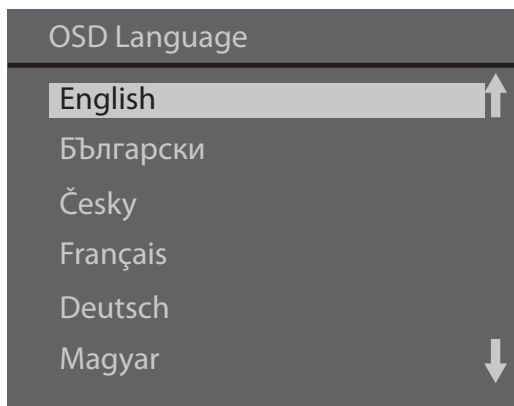 OSD Language
English
БЪлгарски
Česky
Français
Deutsch
Magyar